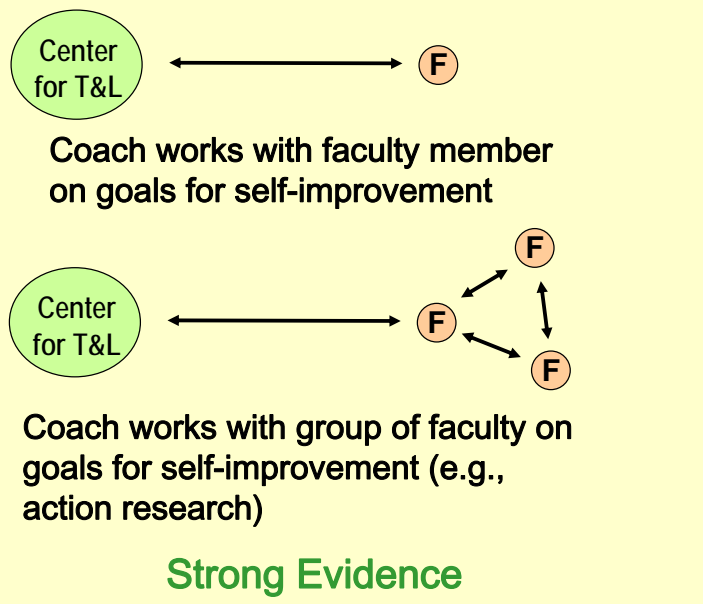 Center
for T&L
F
Coach works with faculty member
on goals for self-improvement
F
Center
for T&L
F
F
Coach works with group of faculty on
goals for self-improvement (e.g.,
action research)
Strong Evidence